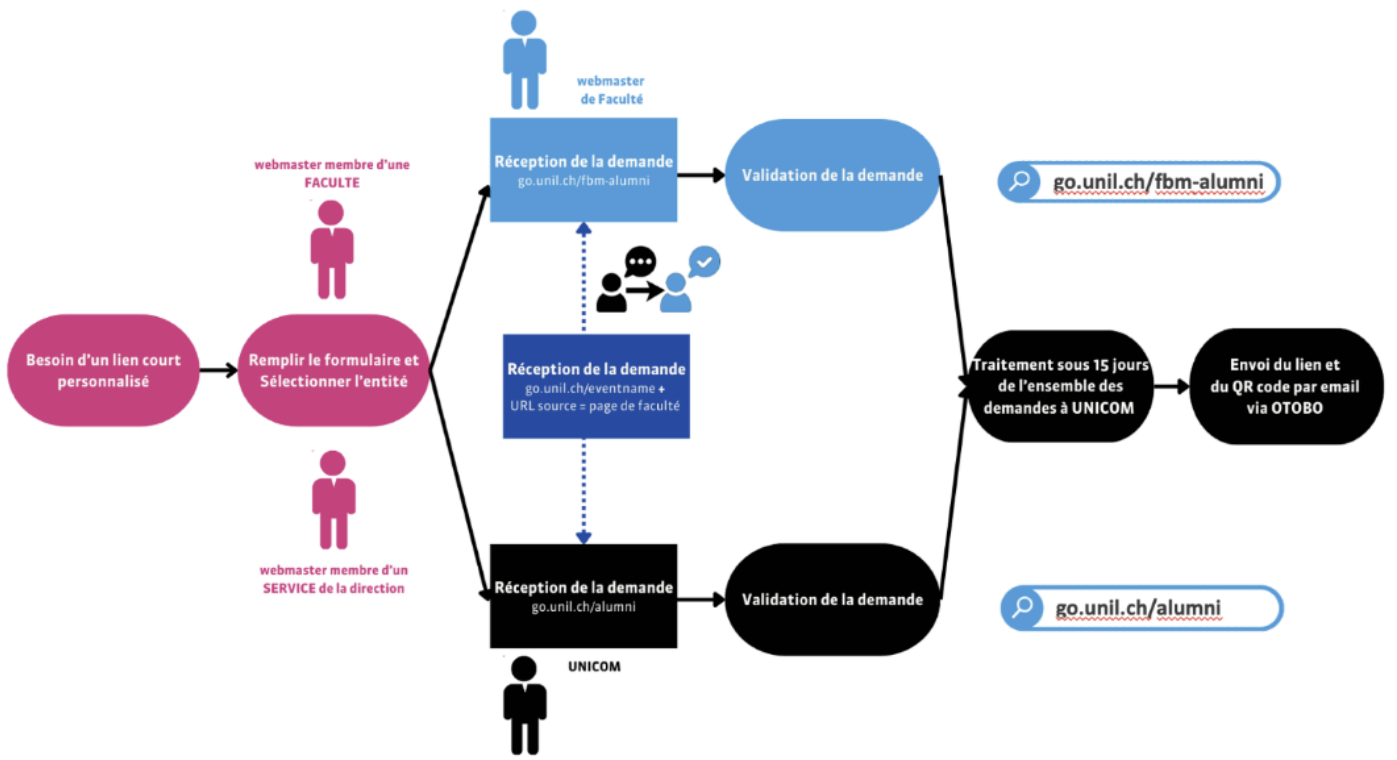 webmaster
de Faculté
webmaster membre d'une
FACULTE
Réception de la demande
go.unil.ch/fbm-alumni
Validation de la demande
go.unil.ch/fbm-alumni
Besoin d'un lien court
personnalisé
Remplir le formulaire et
Sélectionner l'entité
Réception de la demande
go.unil.ch/eventname +
URL source = page de faculté
Traitement sous 15 jours
de l'ensemble des
demandes à UNICOM
Envoi du lien et
du QR code par email
via OTOBO
webmaster membre d'un
SERVICE de la direction
Réception de la demande
go.unil.ch/alumni
Validation de la demande
go.unil.ch/alumni
UNICOM